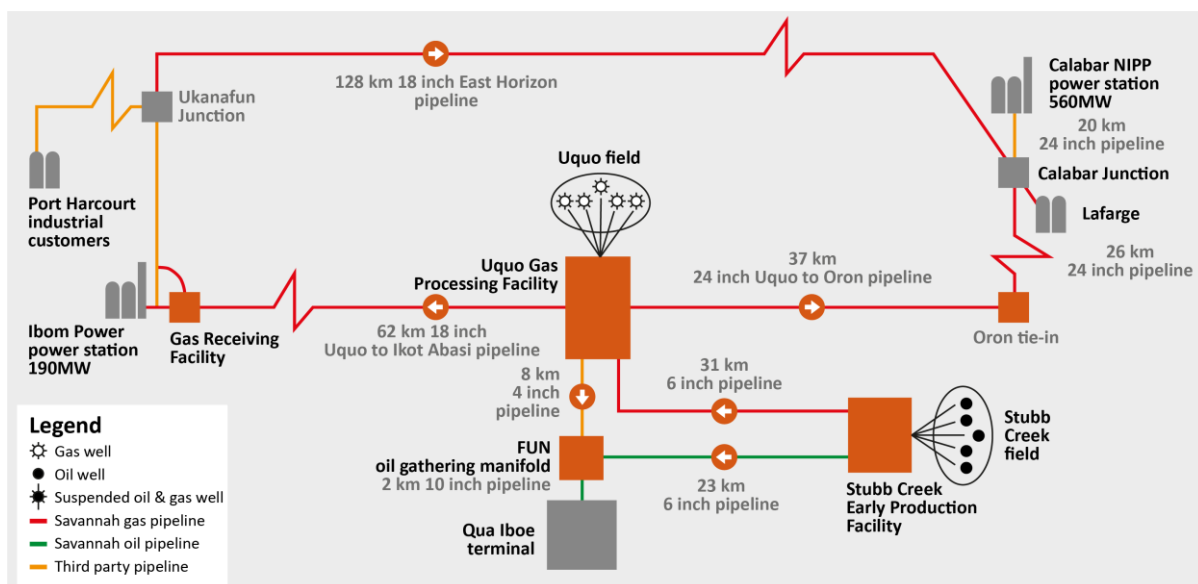 128 km 18 inch East Horizon
pipeline
Ukanafun
Junction
Port Harcourt
industrial
customers
Calabar NIPP
power station
560MW
20 km
24 inch pipeline
Calabar Junction
Lafarge
26 km
24 inch pipeline
Uquo field
Uquo Gas
Processing Facility
37 km
24 inch Uquo to Oron pipeline
Oron tie-in
Ibom Power
power station
190MW
Gas Receiving
Facility
62 km 18 inch
Uquo to Ikot Abasi pipeline
8 km
4 inch
pipeline
31 km
6 inch pipeline
Stubb
Creek
field
FUN
oil gathering manifold
2 km 10 inch pipeline
23 km
6 inch pipeline
Stubb Creek
Early Production
Facility
Qua Iboe
terminal
Legend
Gas well
Oil well
Suspended oil & gas well
Savannah gas pipeline
Savannah oil pipeline
Third party pipeline